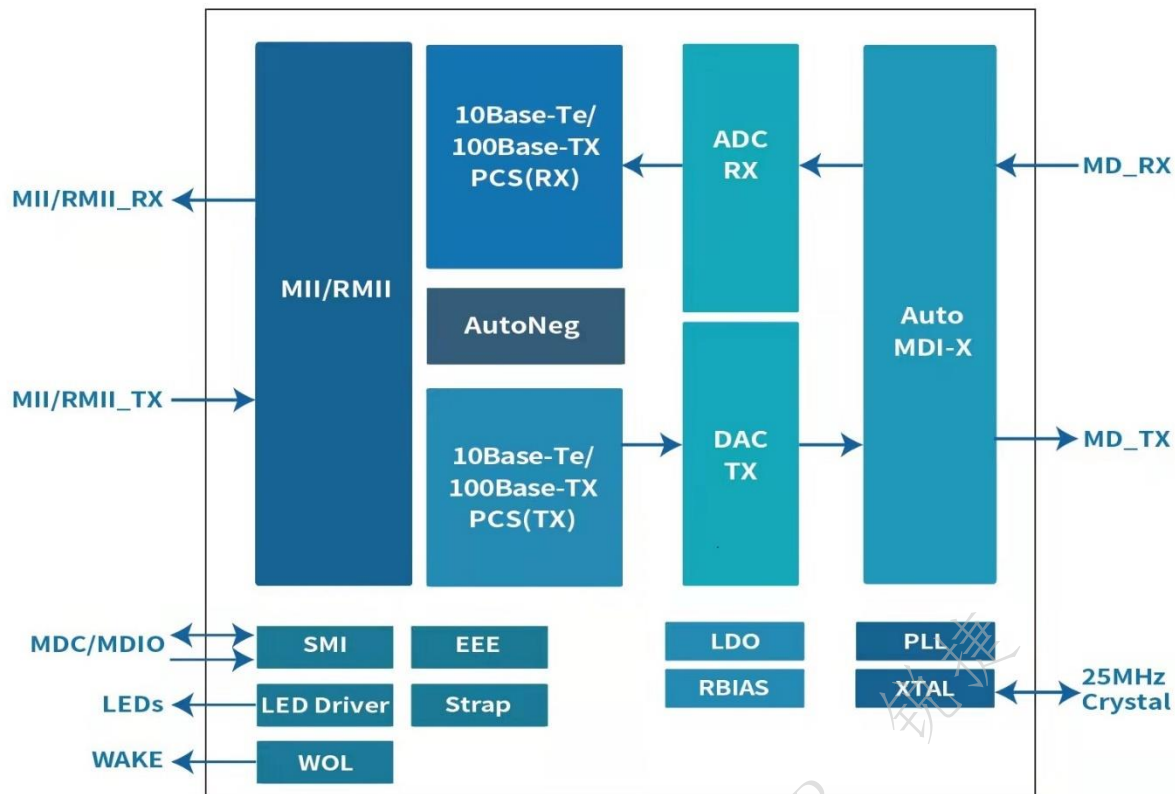 10Base-Te/
100Base-TX
PCS(RX)
ADC
RX
MD_RX
MII/RMII_RX
MII/RMII
AutoNeg
Auto
MDI-X
MII/RMII_TX
10Base-Te/
100Base-TX
PCS(TX)
DAC
TX
MD_TX
MDC/MDIO
SMI
EEE
LDO
PLL
LEDs
LED Driver
Strap
RBIAS
XTAL
25MHz
Crystal
WAKE
WOL
锐捷